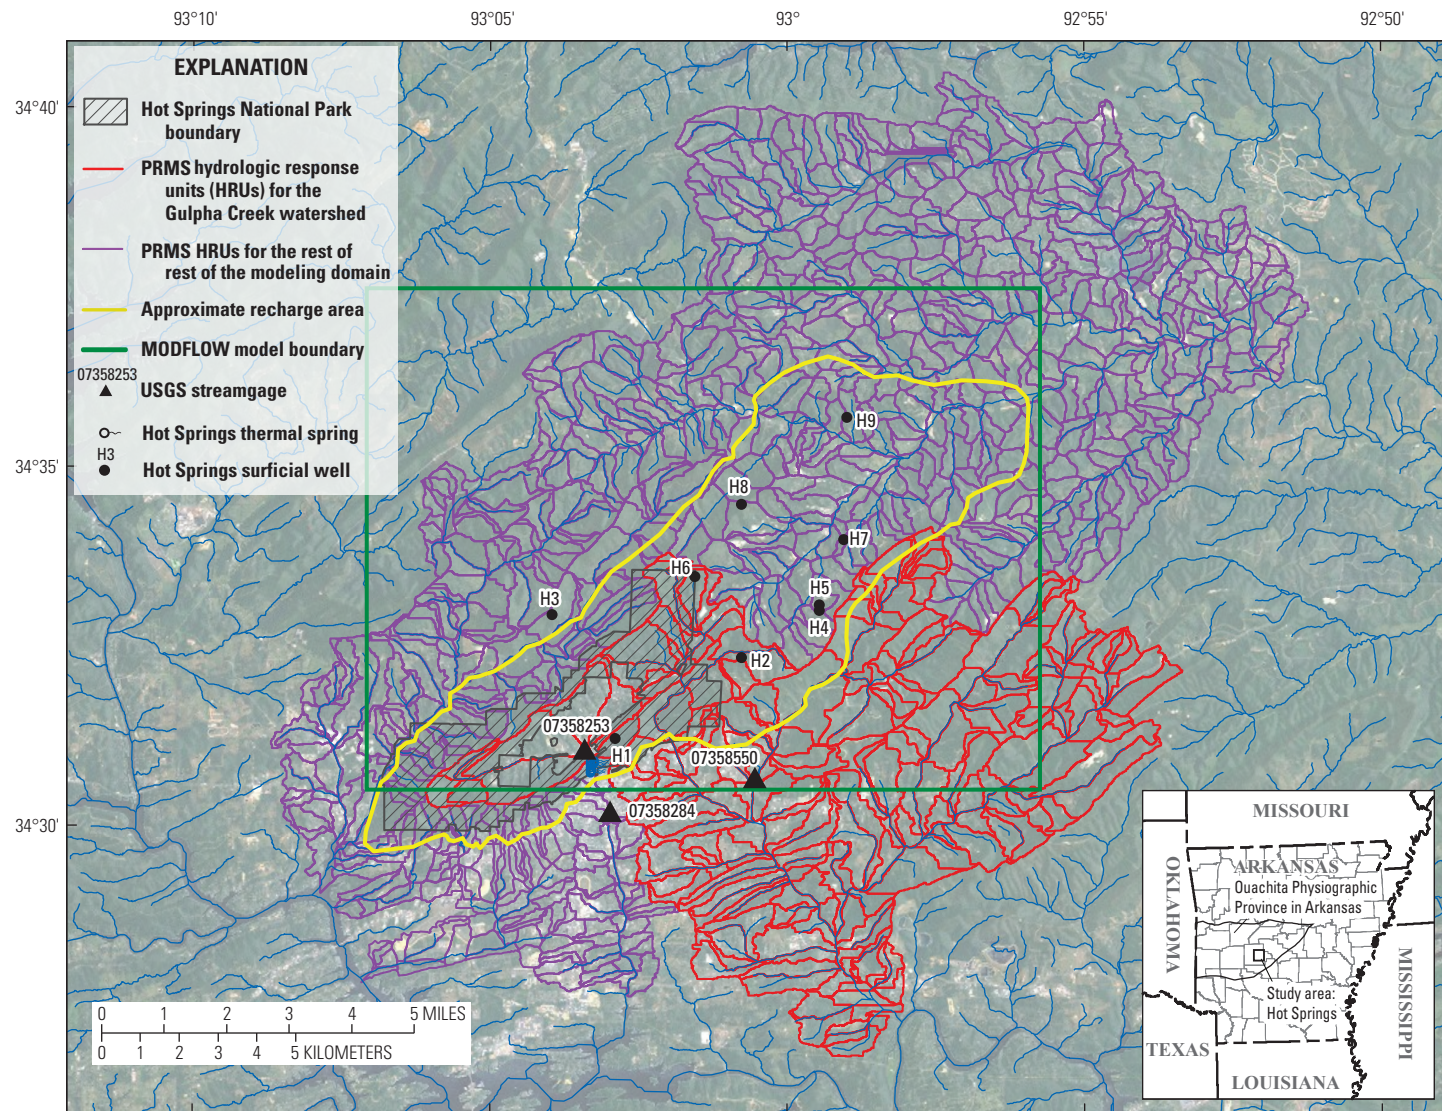 93°10'
93°05'
93°
92°55'
92°50'
34°40'
34°35'
34°30'
EXPLANATION
Hot Springs National Park
boundary
PRMS hydrologic response
units (HRUs) for the
Gulpha Creek watershed
PRMS HRUs for the rest of
rest of the modeling domain
Approximate recharge area
MODFLOW model boundary
07358253
USGS streamgage
Hot Springs thermal spring
H3
Hot Springs surficial well
H9
H8
H7
H6
H5
H4
H3
H2
07358253
H1
07358550
07358284
0 1 2 3 4 5 MILES
0 1 2 3 4 5 KILOMETERS
MISSOURI
OKLAHOMA
ARKANSAS
Ouachita Physiographic
Province in Arkansas
MISSISSIPPI
Study area:
Hot Springs
TEXAS
LOUISIANA